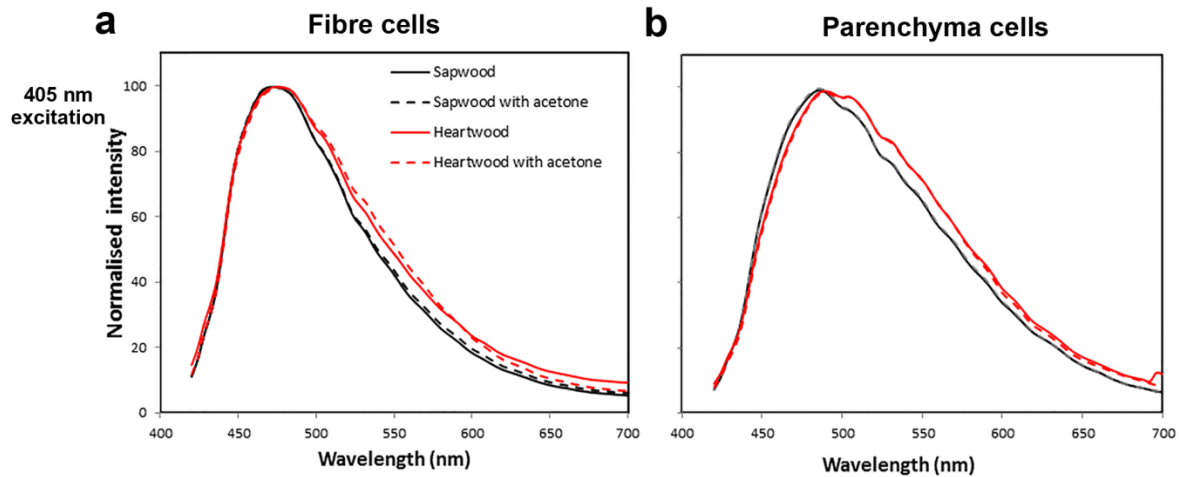 a
Fibre cells
b
Parenchyma cells
405 nm
excitation
Normalised intensity
100
80
60
40
20
0
Sapwood
Sapwood with acetone
Heartwood
Heartwood with acetone
400 450 500 550 600 650 700
Wavelength (nm)
400 450 500 550 600 650 700
Wavelength (nm)